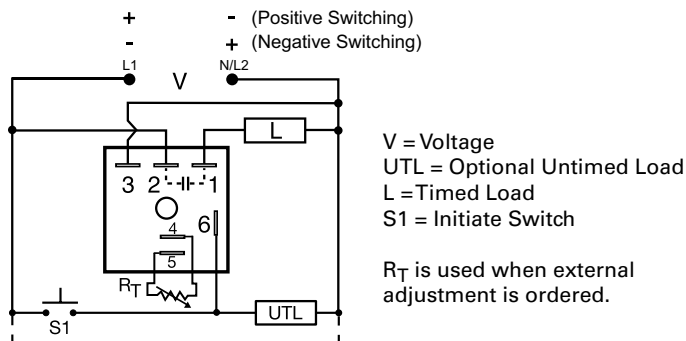 + - (Positive Switching)
- + (Negative Switching)
L1 N/L2
V
L
3 2 1
6
4
5
RT
S1
UTL
V = Voltage
UTL = Optional Untimed Load
L = Timed Load
S1 = Initiate Switch
RT is used when external
adjustment is ordered.